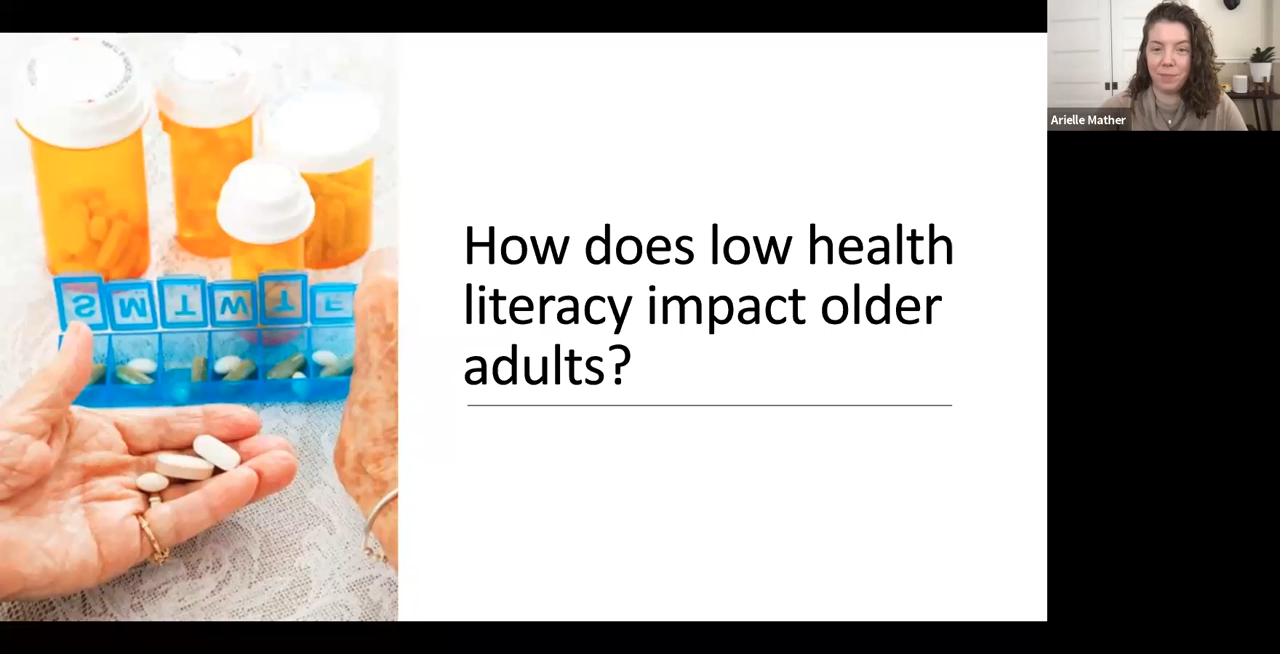 How does low health
literacy impact older
adults?
Arielle Mather
S M T W T F